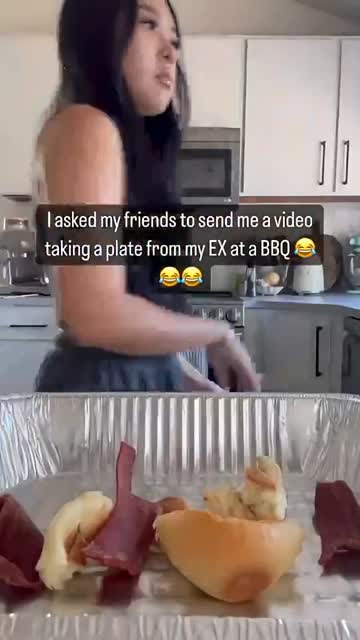 I asked my friends to send me a video
taking a plate from my EX at a BBQ 😂
😂😂